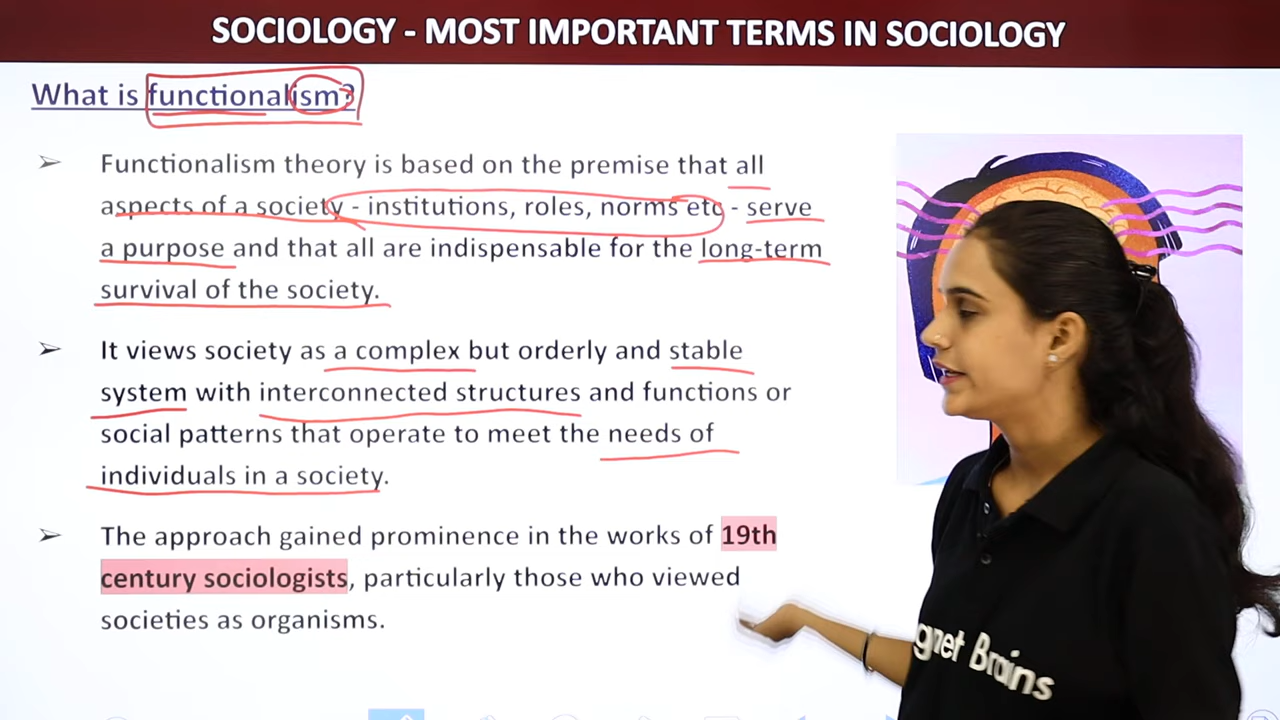 SOCIOLOGY - MOST IMPORTANT TERMS IN SOCIOLOGY
What is functionalism?
➢ Functionalism theory is based on the premise that all
aspects of a society - institutions, roles, norms etc - serve
a purpose and that all are indispensable for the long-term
survival of the society.
➢ It views society as a complex but orderly and stable
system with interconnected structures and functions or
social patterns that operate to meet the needs of
individuals in a society.
➢ The approach gained prominence in the works of 19th
century sociologists, particularly those who viewed
societies as organisms.
gnet Brains